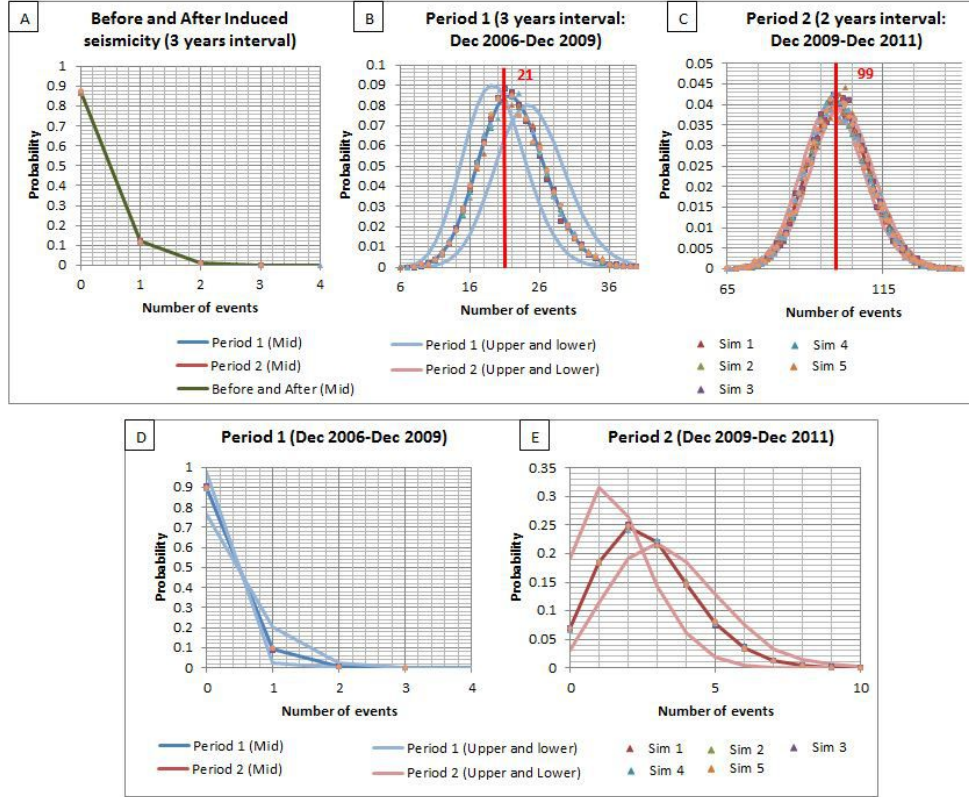 A
Before and After Induced
seismicity (3 years interval)
1
0.9
0.8
0.7
0.6
0.5
0.4
0.3
0.2
0.1
0
Probability
0 1 2 3 4
Number of events
Period 1 (Mid)
Period 2 (Mid)
Before and After (Mid)
B
Period 1 (3 years interval:
Dec 2006-Dec 2009)
0.1
0.09
0.08
0.07
0.06
0.05
0.04
0.03
0.02
0.01
0
Probability
21
6 16 26 36
Number of events
Period 1 (Upper and lower)
Period 2 (Upper and Lower)
C
Period 2 (2 years interval:
Dec 2009-Dec 2011)
0.05
0.045
0.04
0.035
0.03
0.025
0.02
0.015
0.01
0.005
0
Probability
99
65 115
Number of events
Sim 1 Sim 4
Sim 2 Sim 5
Sim 3
D
Period 1 (Dec 2006-Dec 2009)
1
0.9
0.8
0.7
0.6
0.5
0.4
0.3
0.2
0.1
0
Probability
0 1 2 3 4
Number of events
E
Period 2 (Dec 2009-Dec 2011)
0.35
0.3
0.25
0.2
0.15
0.1
0.05
0
Probability
0 5 10
Number of events
Period 1 (Mid) Period 1 (Upper and lower) Sim 1 Sim 2 Sim 3
Period 2 (Mid) Period 2 (Upper and Lower) Sim 4 Sim 5